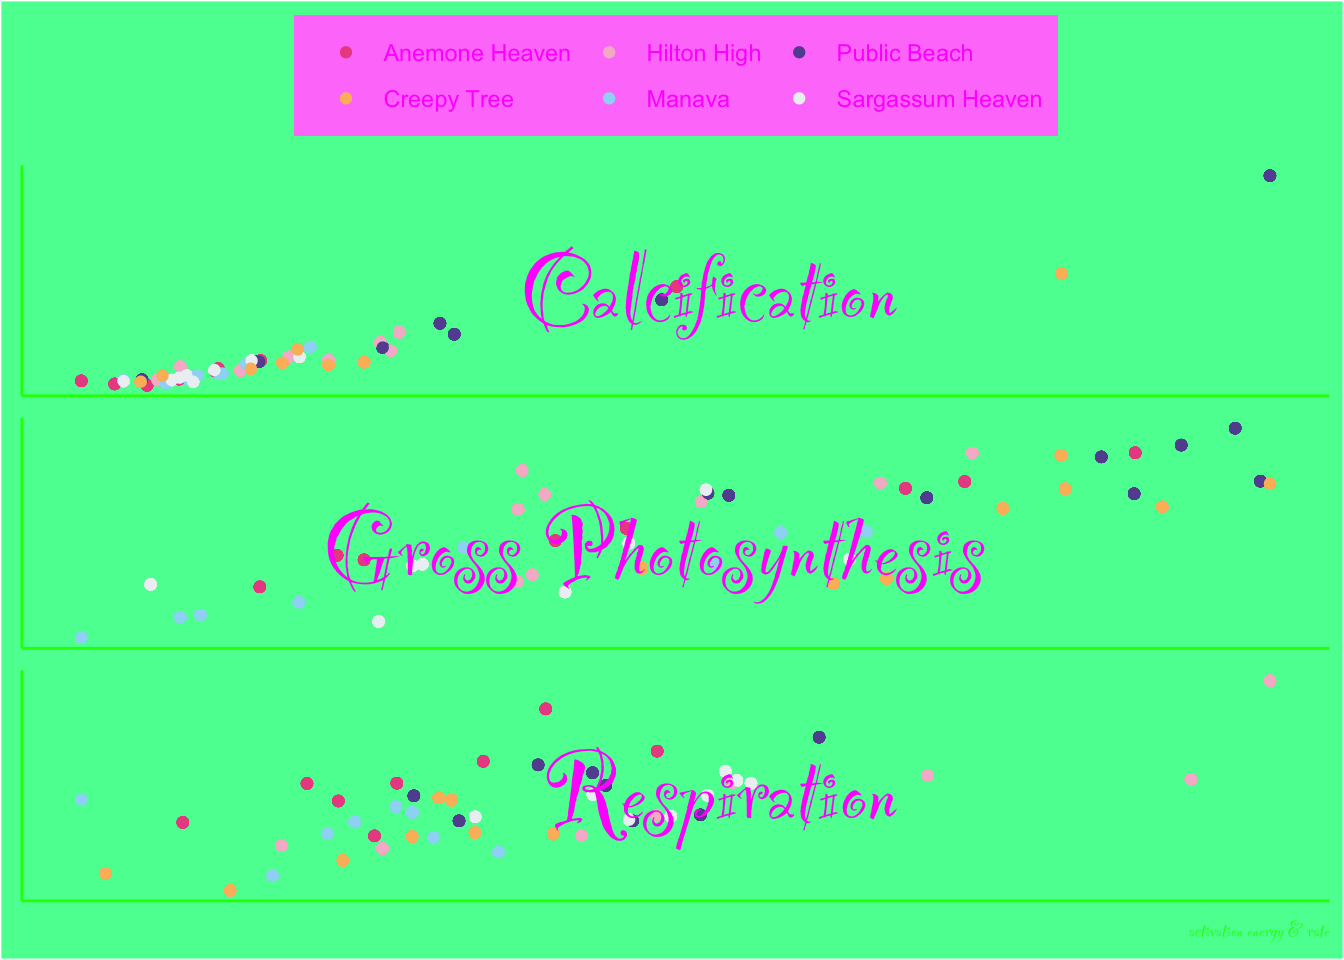 Anemone Heaven Hilton High Public Beach
Creepy Tree Manava Sargassum Heaven
Calcification
Gross Photosynthesis
Respiration
activation energy & rate